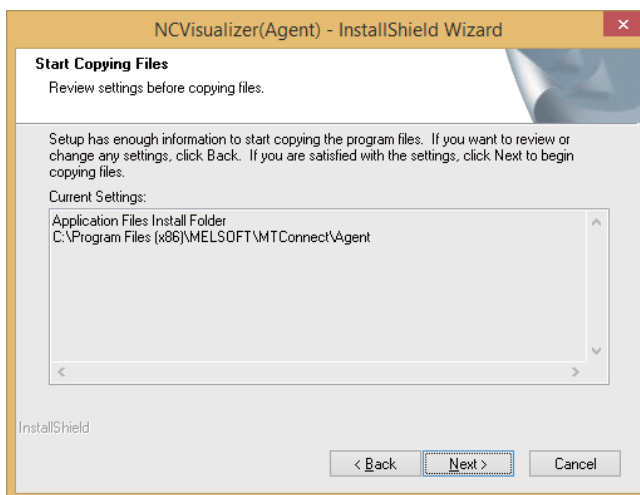 NCVisualizer(Agent) - InstallShield Wizard
Start Copying Files
Review settings before copying files.
Setup has enough information to start copying the program files. If you want to review or
change any settings, click Back. If you are satisfied with the settings, click Next to begin
copying files.
Current Settings:
Application Files Install Folder
C:\Program Files (x86)\MELSOFT\MTConnect\Agent
InstallShield
< Back
Next >
Cancel